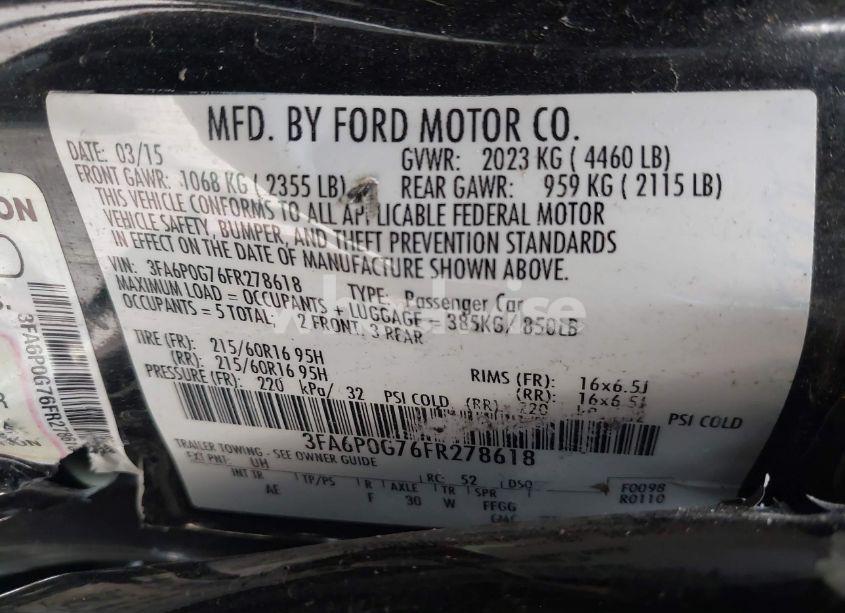 MFD. BY FORD MOTOR CO.
DATE: 03/15
GVWR: 2023 KG ( 4460 LB)
FRONT GAWR: 1068 KG ( 2355 LB)
REAR GAWR: 959 KG ( 2115 LB)
THIS VEHICLE CONFORMS TO ALL APPLICABLE FEDERAL MOTOR
VEHICLE SAFETY, BUMPER, AND THEFT PREVENTION STANDARDS
IN EFFECT ON THE DATE OF MANUFACTURE SHOWN ABOVE.
VIN: 3FA6P0G76FR278618
TYPE: Passenger Car
MAXIMUM LOAD = OCCUPANTS + LUGGAGE = 385KG/ 850LB
OCCUPANTS = 5 TOTAL: 2 FRONT, 3 REAR
TIRE (FR): 215/60R16 95H
RIMS (FR): 16x6.5J
(RR): 215/60R16 95H
(RR): 16x6.5J
PRESSURE (FR): 220 kPa/ 32 PSI COLD (RR): 220 PSI COLD
3FA6P0G76FR278618
TRAILER TOWING - SEE OWNER GUIDE
EXT PNT: UH RC: 52 DSO:
INT TR TP/PS R AXLE TR SPR
AE F 30 W FFGG
F0098
R0110
ON
3FA6P0G76FR278618
R